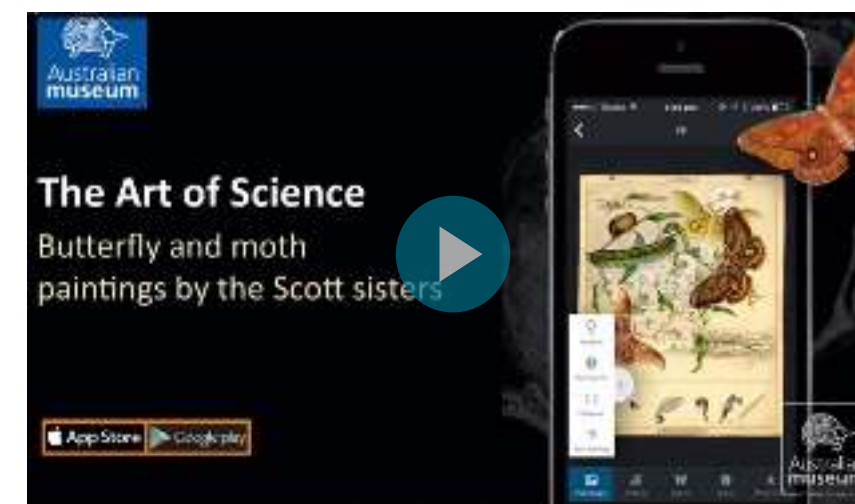 Australian
museum
The Art of Science
Butterfly and moth
paintings by the Scott sisters
App Store
Google play
Australian
museum